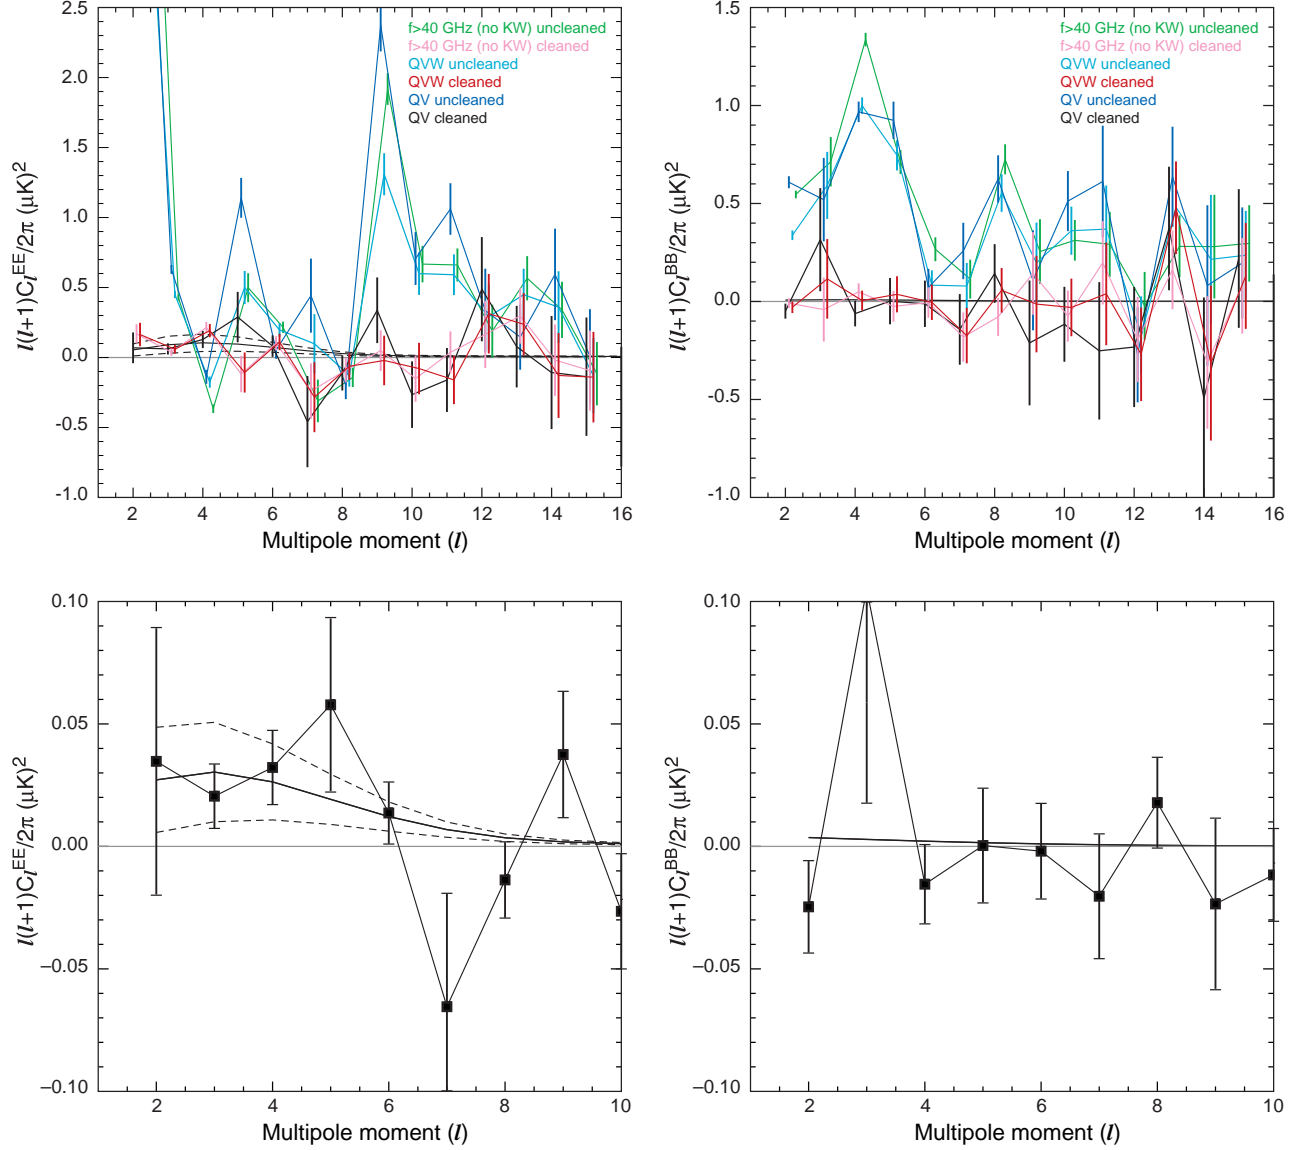 2.5
2.0
1.5
1.0
0.5
0.0
-0.5
-1.0
l(l+1)C_l^EE/2π (μK)²
f>40 GHz (no KW) uncleaned
f>40 GHz (no KW) cleaned
QVW uncleaned
QVW cleaned
QV uncleaned
QV cleaned
2 4 6 8 10 12 14 16
Multipole moment (l)
1.5
1.0
0.5
0.0
-0.5
-1.0
l(l+1)C_l^BB/2π (μK)²
f>40 GHz (no KW) uncleaned
f>40 GHz (no KW) cleaned
QVW uncleaned
QVW cleaned
QV uncleaned
QV cleaned
2 4 6 8 10 12 14 16
Multipole moment (l)
0.10
0.05
0.00
−0.05
−0.10
l(l+1)C_l^EE/2π (μK)²
2 4 6 8 10
Multipole moment (l)
0.10
0.05
0.00
−0.05
−0.10
l(l+1)C_l^BB/2π (μK)²
2 4 6 8 10
Multipole moment (l)